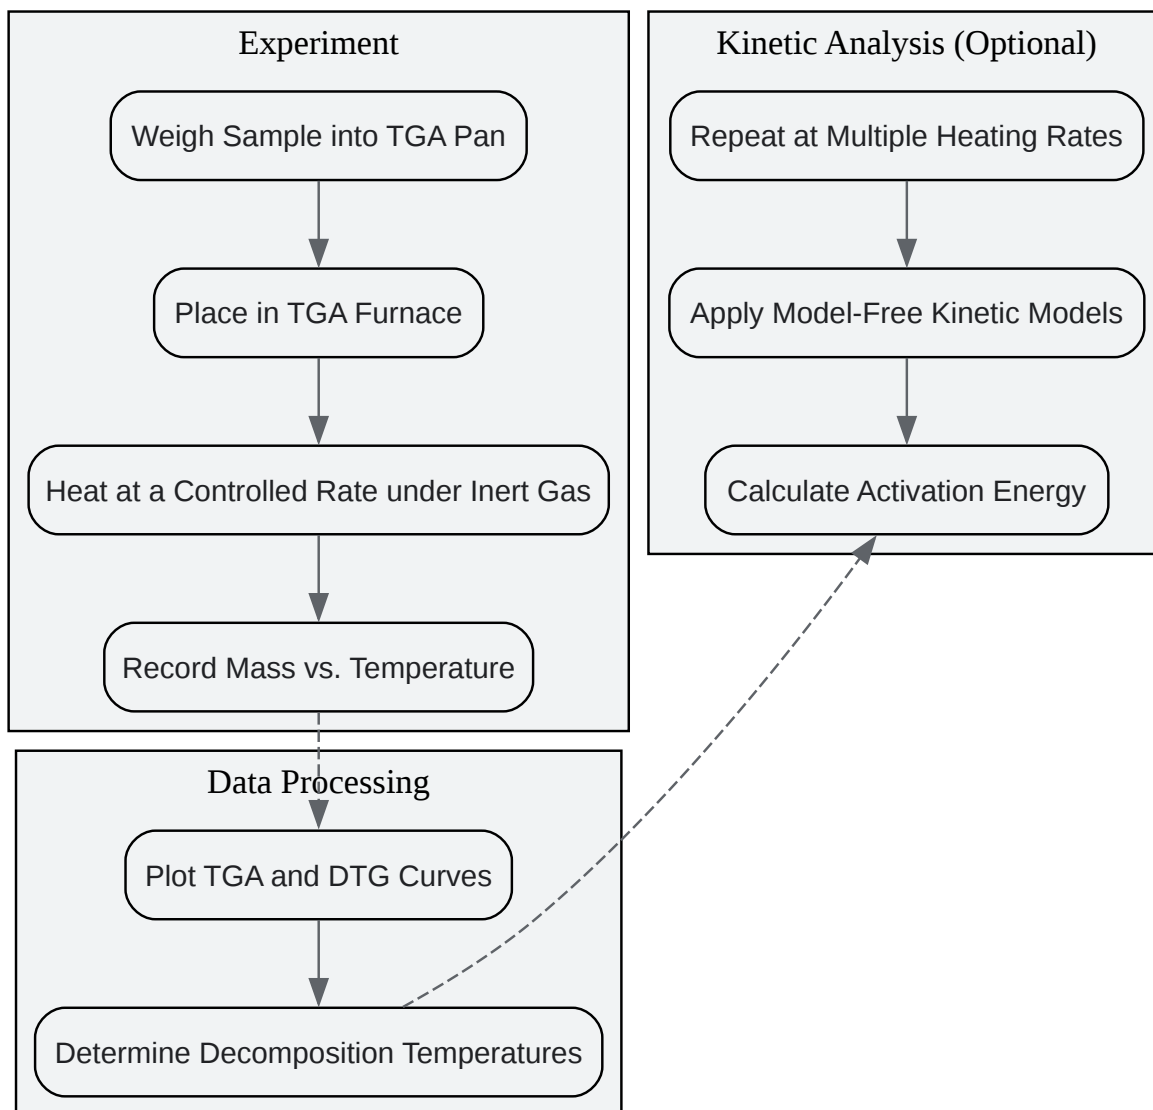 Experiment
Weigh Sample into TGA Pan
Place in TGA Furnace
Heat at a Controlled Rate under Inert Gas
Record Mass vs. Temperature
Data Processing
Plot TGA and DTG Curves
Determine Decomposition Temperatures
Kinetic Analysis (Optional)
Repeat at Multiple Heating Rates
Apply Model-Free Kinetic Models
Calculate Activation Energy